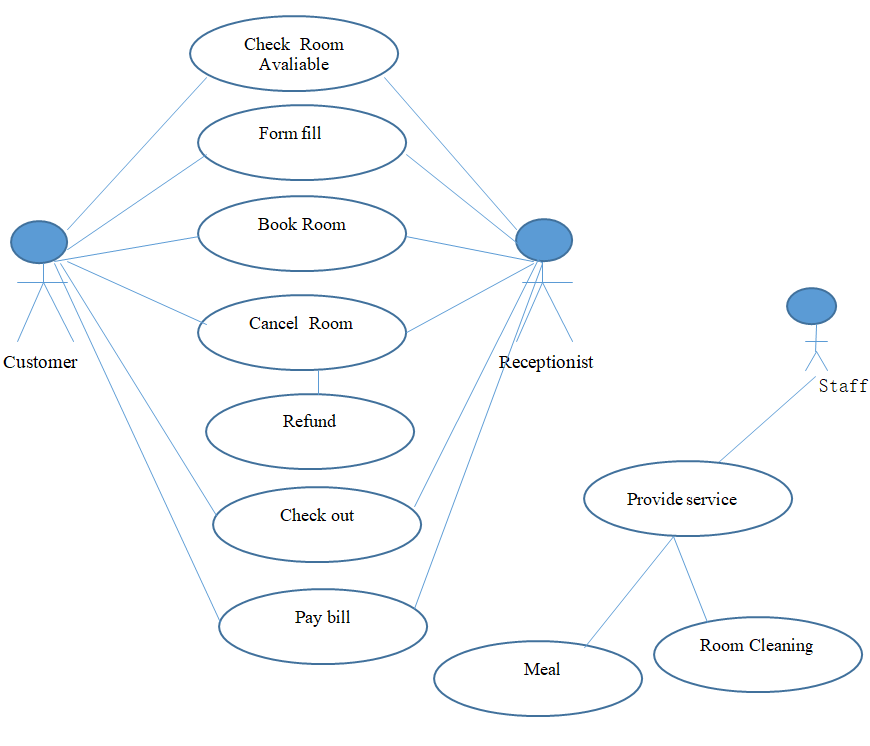 Check Room
Avaliable
Form fill
Book Room
Cancel Room
Customer
Receptionist
Staff
Refund
Provide service
Check out
Pay bill
Room Cleaning
Meal